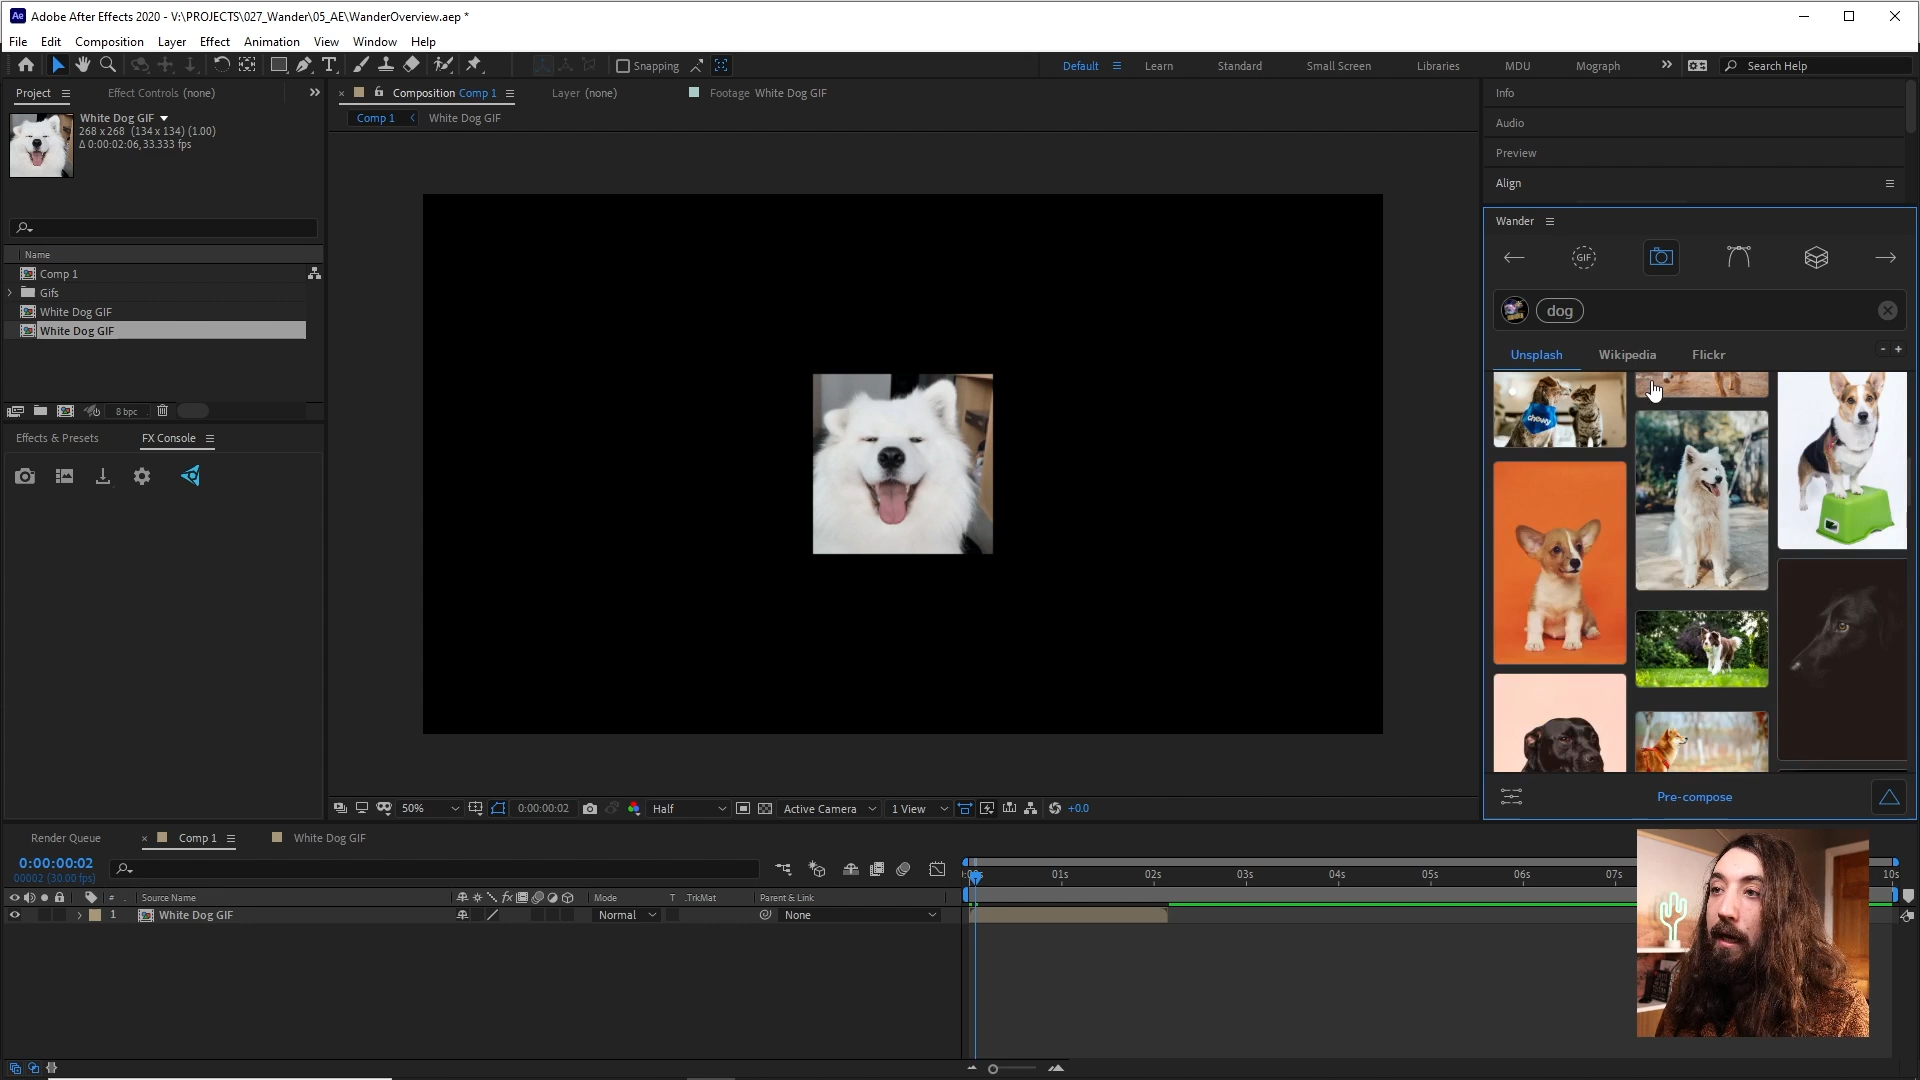 Ae Adobe After Effects 2020 - V:\PROJECTS\027_Wander\05_AE\WanderOverview.aep *
File Edit Composition Layer Effect Animation View Window Help
Snapping
Default Learn Standard Small Screen Libraries MDU Mograph Search Help
Project
Effect Controls (none)
White Dog GIF
268 x 268 (134 x 134) (1.00)
Δ 0:00:02:06, 33.333 fps
Name
Comp 1
Gifs
White Dog GIF
White Dog GIF
8 bpc
Effects & Presets
FX Console
Composition Comp 1
Layer (none)
Footage White Dog GIF
Comp 1
White Dog GIF
50%
0:00:00:02
Half
Active Camera
1 View
+0.0
Info
Audio
Preview
Align
Wander
GIF
dog
Unsplash Wikipedia Flickr
- +
chewy
Pre-compose
Render Queue
Comp 1
White Dog GIF
0:00:00:02
00002 (30.00 fps)
# Source Name
fx
Mode T .TrkMat Parent & Link
1 White Dog GIF
Normal
None
01s 02s 03s 04s 05s 06s 07s 10s